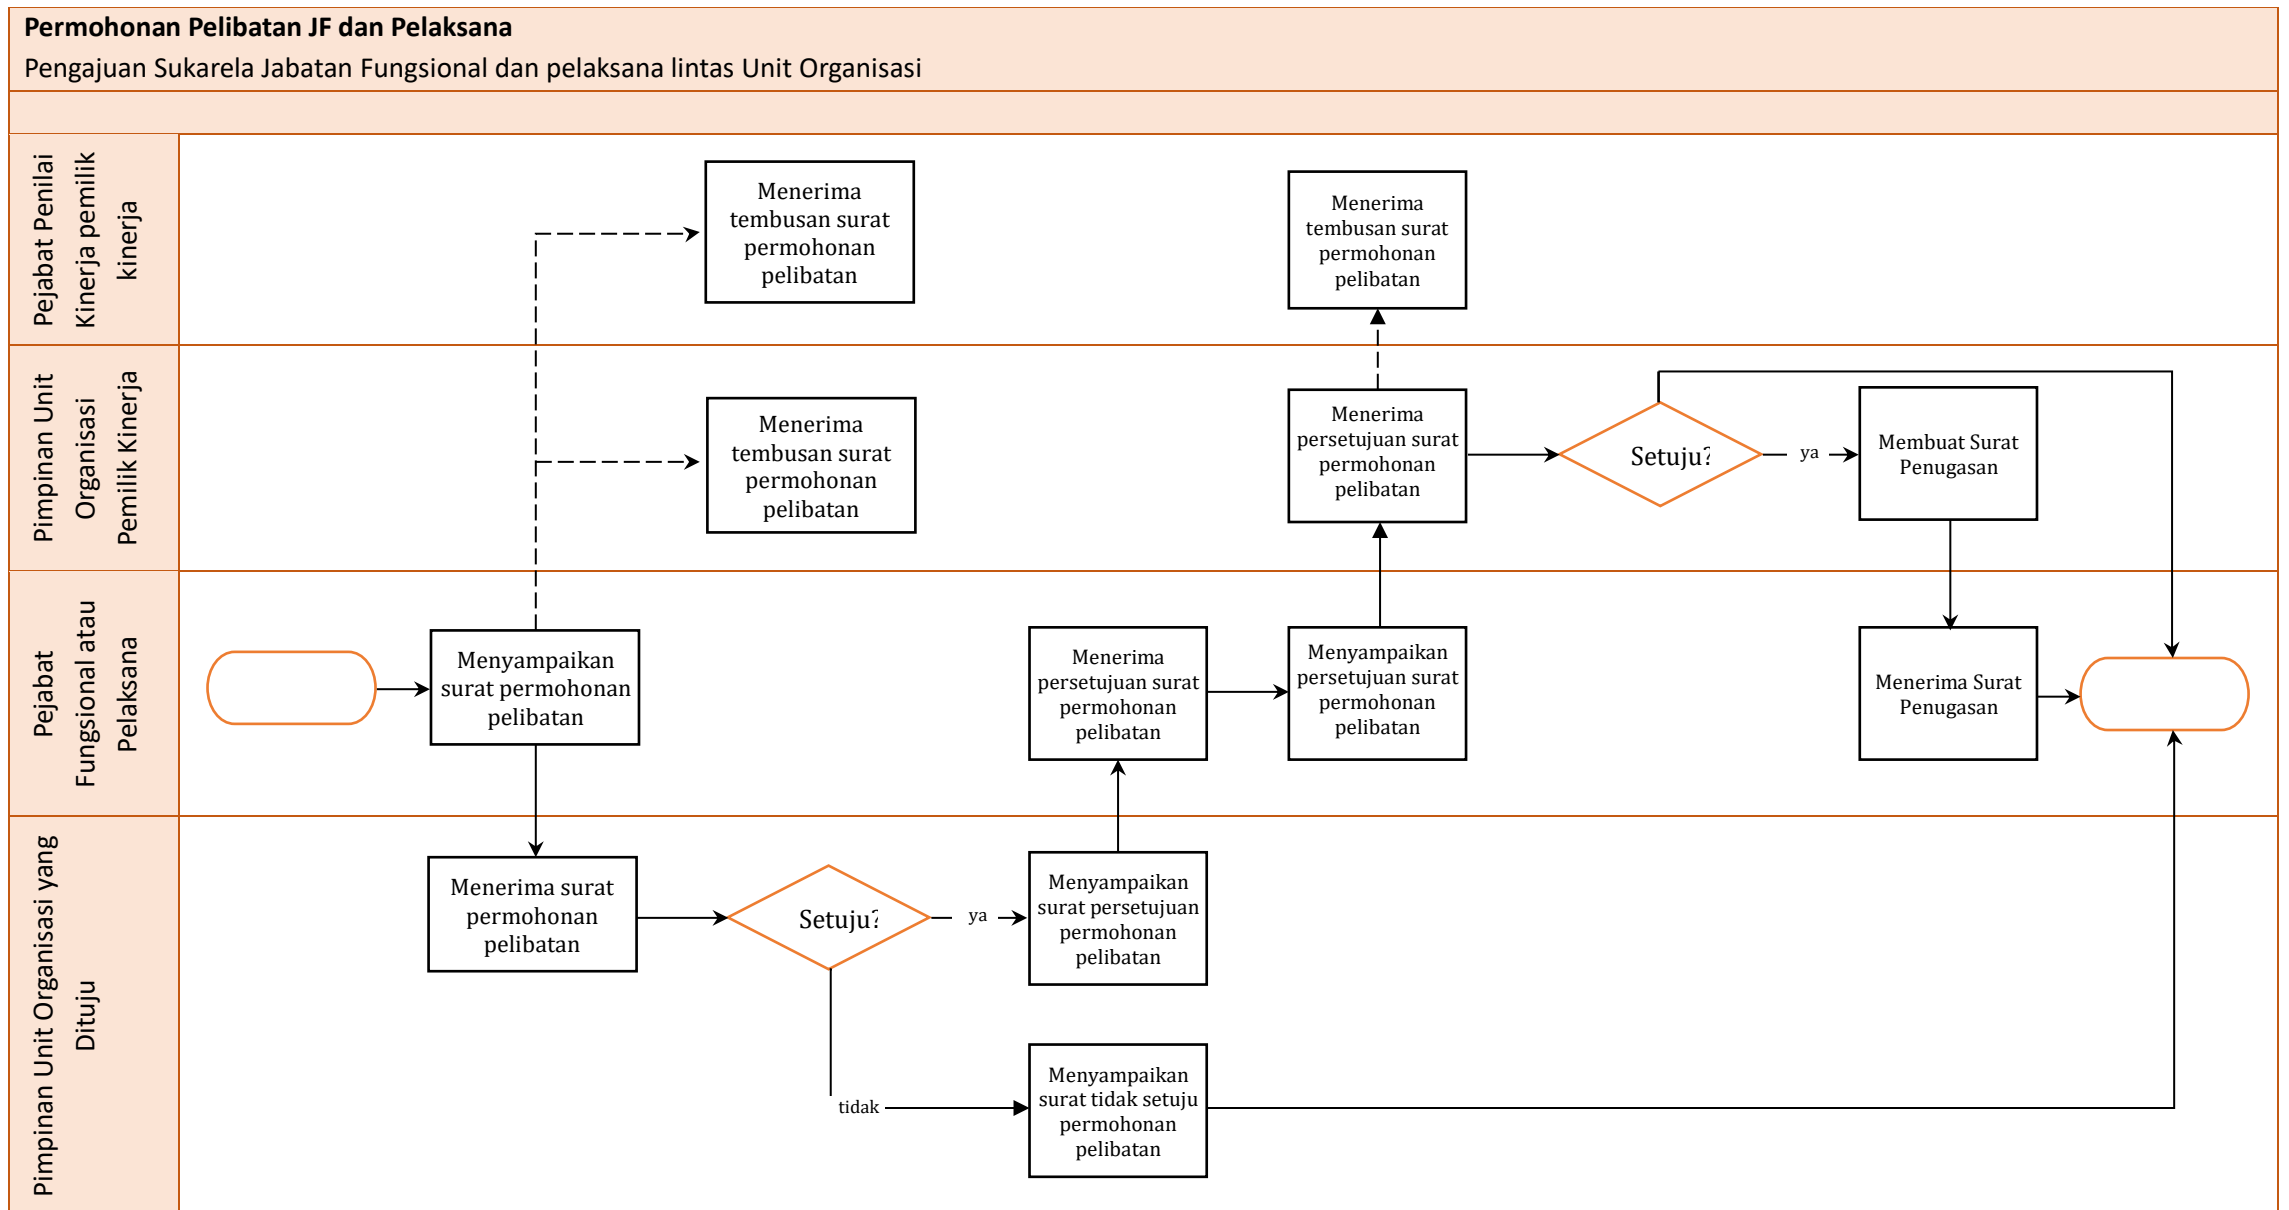 Permohonan Pelibatan JF dan Pelaksana
Pengajuan Sukarela Jabatan Fungsional dan pelaksana lintas Unit Organisasi
Pejabat Penilai
Kinerja pemilik
kinerja
Menerima
tembusan surat
permohonan
pelibatan
Menerima
tembusan surat
permohonan
pelibatan
Pimpinan Unit
Organisasi
Pemilik Kinerja
Menerima
tembusan surat
permohonan
pelibatan
Menerima
persetujuan surat
permohonan
pelibatan
Setuju?
ya
Membuat Surat
Penugasan
Pejabat
Fungsional atau
Pelaksana
Menyampaikan
surat permohonan
pelibatan
Menerima
persetujuan surat
permohonan
pelibatan
Menyampaikan
persetujuan surat
permohonan
pelibatan
Menerima Surat
Penugasan
Pimpinan Unit Organisasi yang
Dituju
Menerima surat
permohonan
pelibatan
Setuju?
ya
Menyampaikan
surat persetujuan
permohonan
pelibatan
tidak
Menyampaikan
surat tidak setuju
permohonan
pelibatan